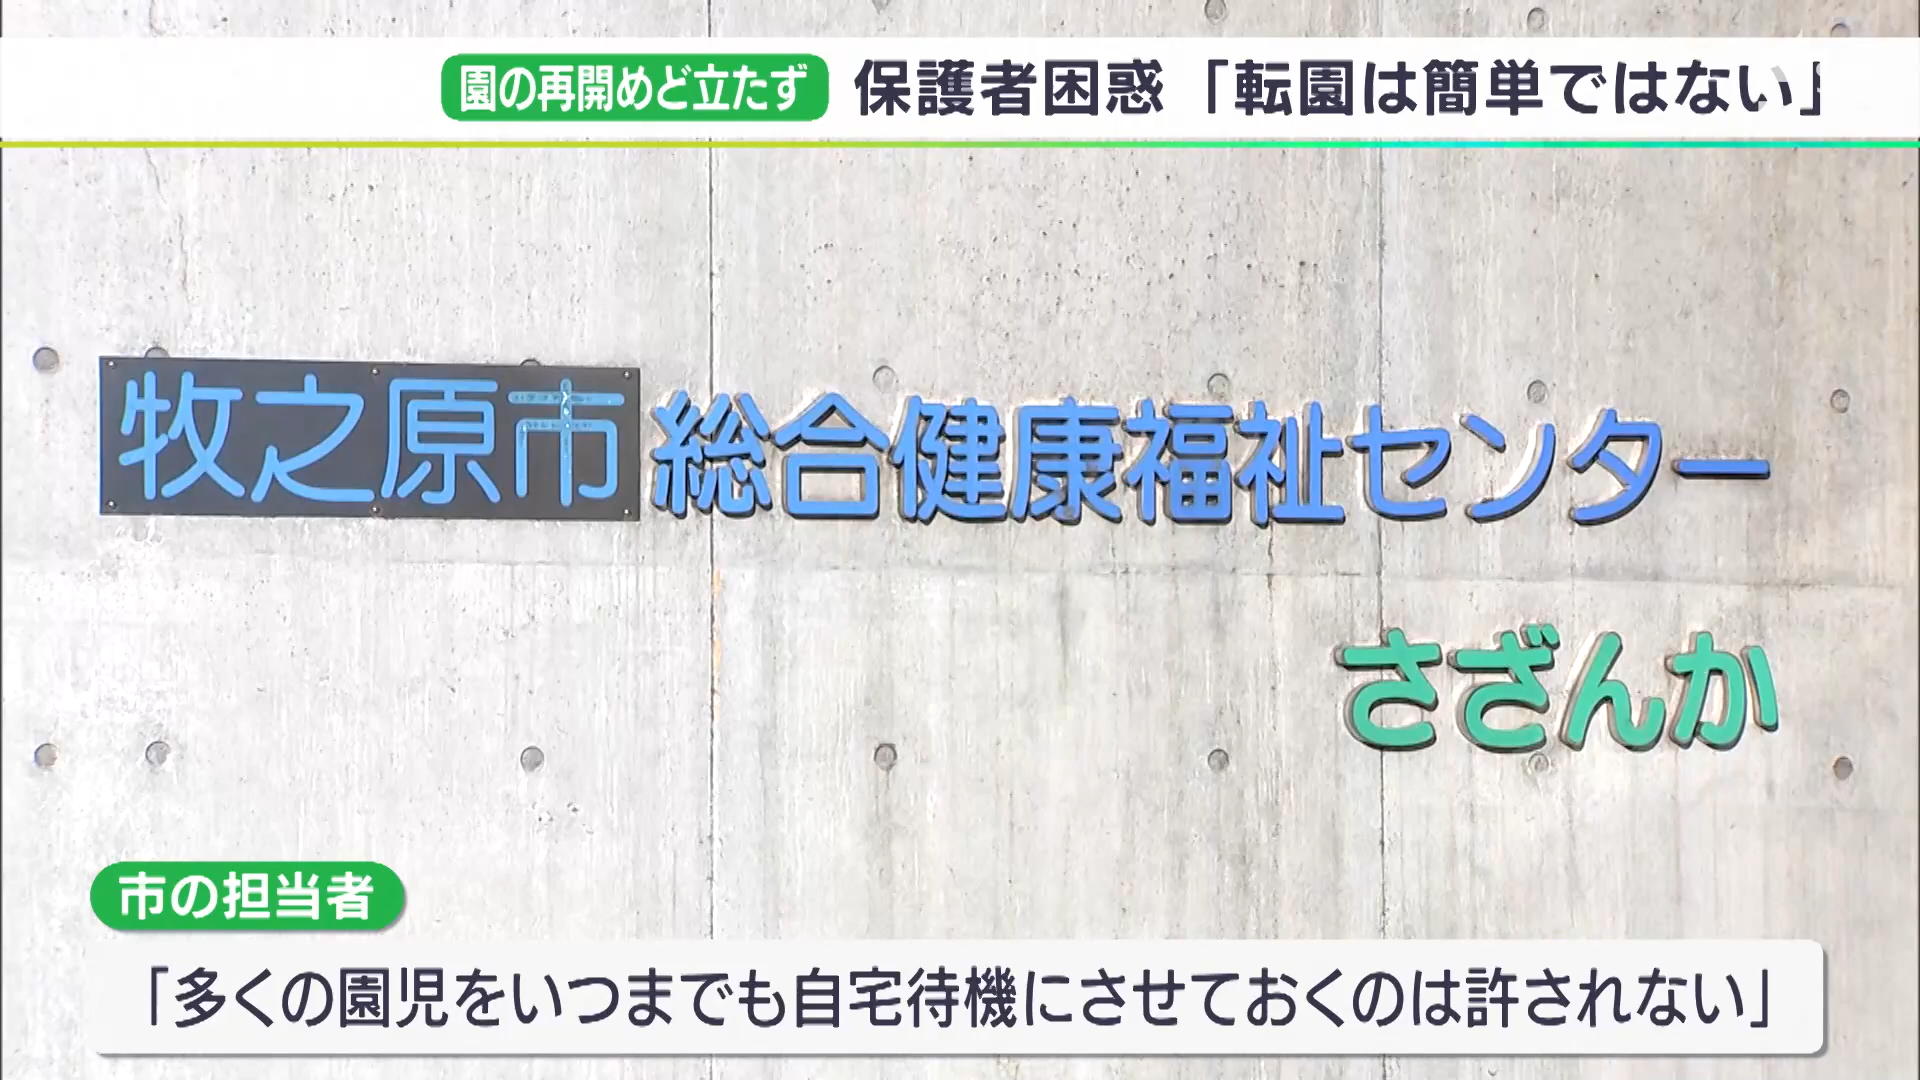 園の再開めど立たず 保護者困惑「転園は簡単ではない」
牧之原市総合健康福祉センター
さざんか
市の担当者
「多くの園児をいつまでも自宅待機にさせておくのは許されない」